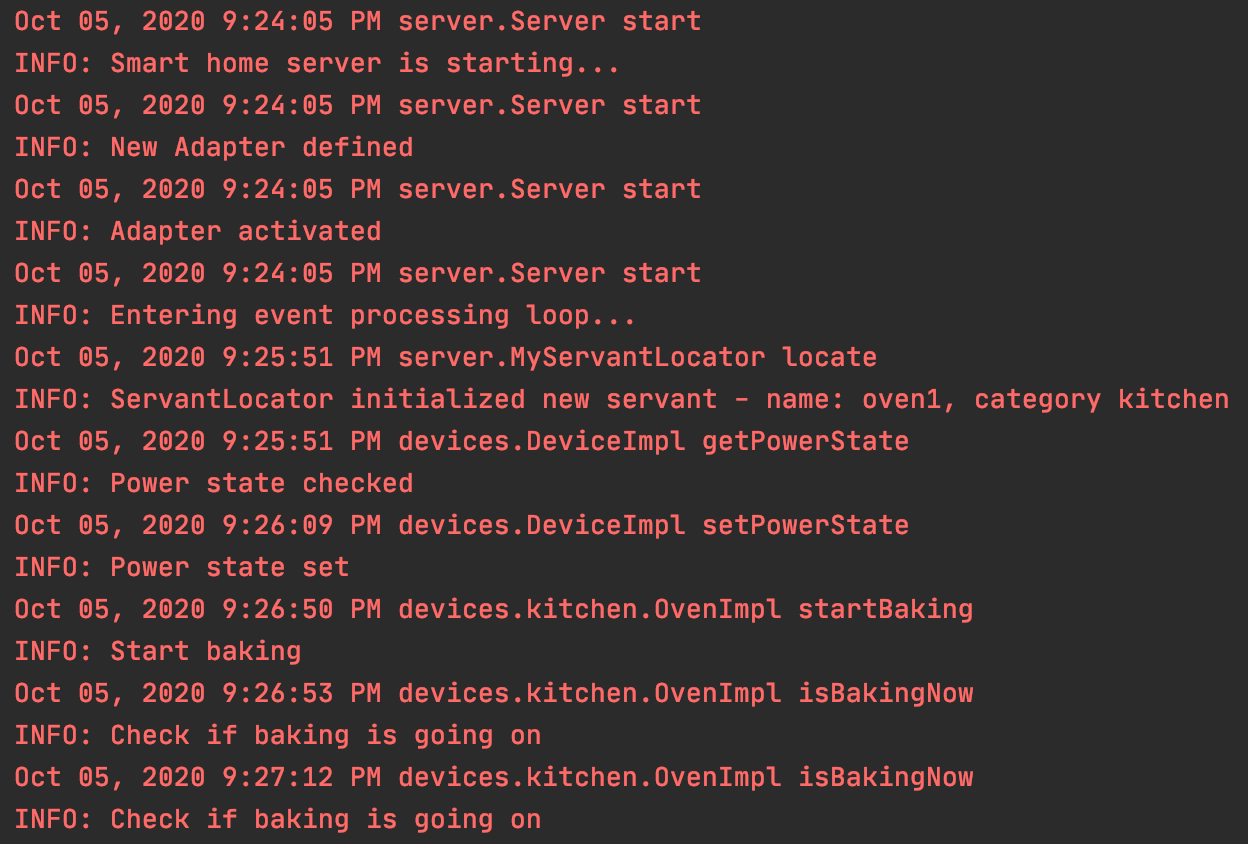 Oct 05, 2020 9:24:05 PM server.Server start
INFO: Smart home server is starting...
Oct 05, 2020 9:24:05 PM server.Server start
INFO: New Adapter defined
Oct 05, 2020 9:24:05 PM server.Server start
INFO: Adapter activated
Oct 05, 2020 9:24:05 PM server.Server start
INFO: Entering event processing loop...
Oct 05, 2020 9:25:51 PM server.MyServantLocator locate
INFO: ServantLocator initialized new servant - name: oven1, category kitchen
Oct 05, 2020 9:25:51 PM devices.DeviceImpl getPowerState
INFO: Power state checked
Oct 05, 2020 9:26:09 PM devices.DeviceImpl setPowerState
INFO: Power state set
Oct 05, 2020 9:26:50 PM devices.kitchen.OvenImpl startBaking
INFO: Start baking
Oct 05, 2020 9:26:53 PM devices.kitchen.OvenImpl isBakingNow
INFO: Check if baking is going on
Oct 05, 2020 9:27:12 PM devices.kitchen.OvenImpl isBakingNow
INFO: Check if baking is going on